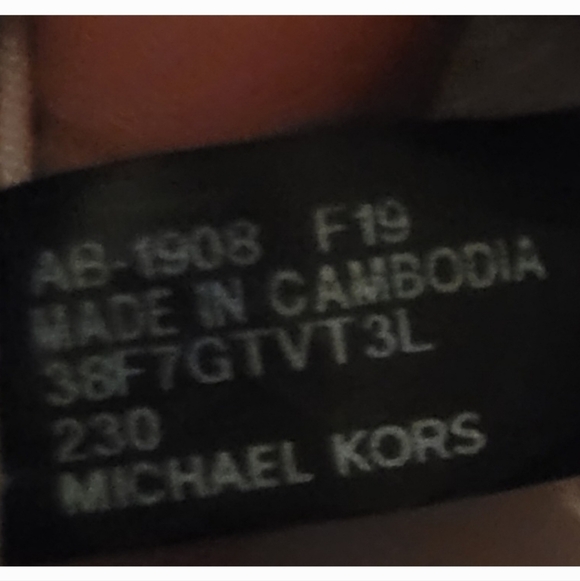 AB-1908 F19
MADE IN CAMBODIA
38F7GTVT3L
230
MICHAEL KORS